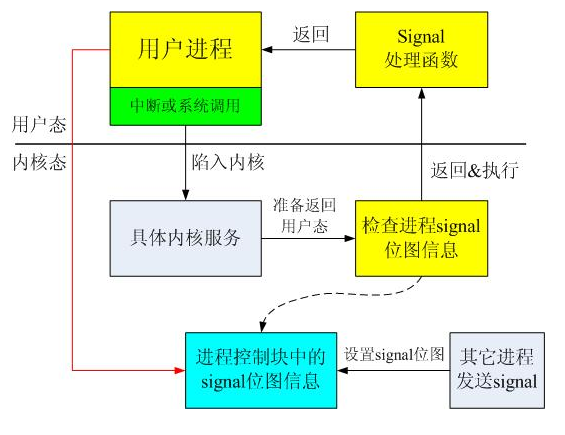 用户进程
返回
Signal
处理函数
中断或系统调用
用户态
内核态
陷入内核
返回&执行
具体内核服务
准备返回
用户态
检查进程signal
位图信息
进程控制块中的
signal位图信息
设置signal位图
其它进程
发送signal